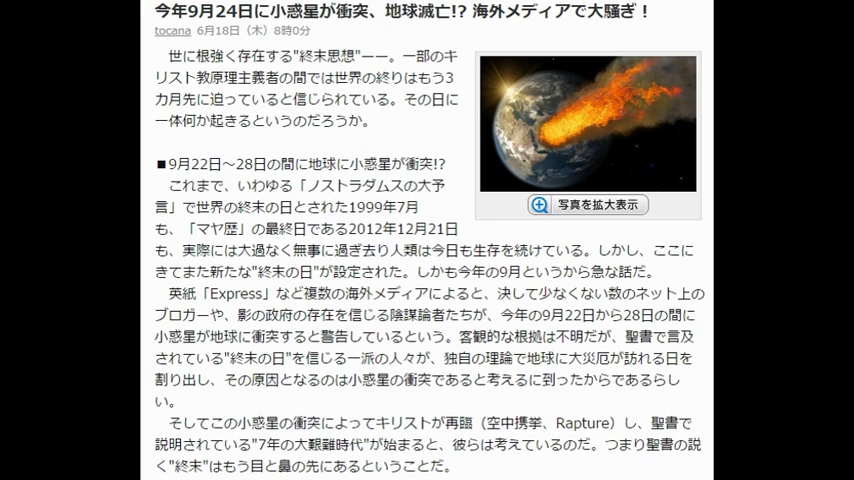 今年9月24日に小惑星が衝突、地球滅亡!? 海外メディアで大騒ぎ！
tocana 6月18日（木）8時0分
世に根強く存在する"終末思想"ーー。一部のキ
リスト教原理主義者の間では世界の終りはもう3
カ月先に迫っていると信じられている。その日に
一体何が起きるというのだろうか。
■9月22日～28日の間に地球に小惑星が衝突!?
これまで、いわゆる「ノストラダムスの大予
言」で世界の終末の日とされた1999年7月
も、「マヤ歴」の最終日である2012年12月21日
も、実際には大過なく無事に過ぎ去り人類は今日も生存を続けている。しかし、ここに
きてまた新たな"終末の日"が設定された。しかも今年の9月というから急な話だ。
英紙「Express」など複数の海外メディアによると、決して少なくない数のネット上の
ブロガーや、影の政府の存在を信じる陰謀論者たちが、今年の9月22日から28日の間に
小惑星が地球に衝突すると警告しているという。客観的な根拠は不明だが、聖書で言及
されている"終末の日"を信じる一派の人々が、独自の理論で地球に大災厄が訪れる日を
割り出し、その原因となるのは小惑星の衝突であると考えるに到ったからであるらし
い。
そしてこの小惑星の衝突によってキリストが再臨（空中携挙、Rapture）し、聖書で
説明されている"7年の大艱難時代"が始まると、彼らは考えているのだ。つまり聖書の説
く"終末"はもう目と鼻の先にあるということだ。
写真を拡大表示